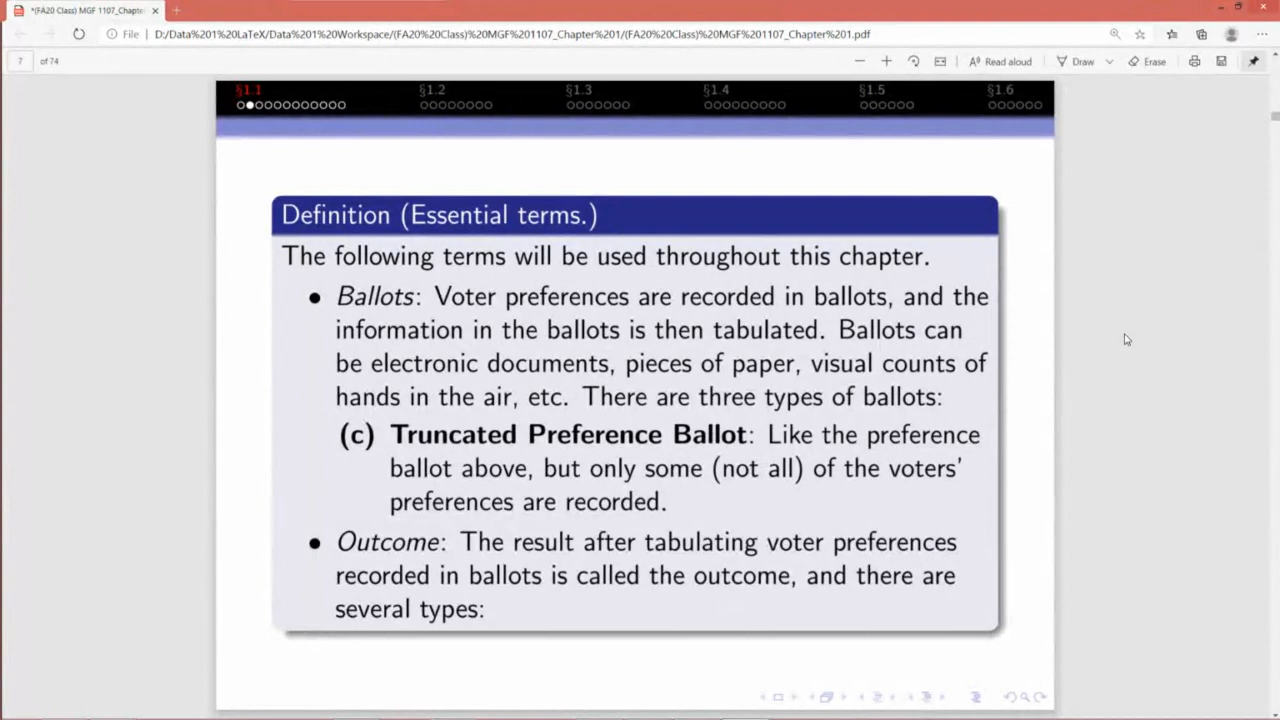 *(FA20 Class) MGF 1107_Chapte
File D:/Data%201%20LaTeX/Data%201%20Workspace/(FA20%20Class)%20MGF%201107_Chapter%201/(FA20%20Class)%20MGF%201107_Chapter%201.pdf
7 of 74 Read aloud Draw Erase
§1.1 §1.2 §1.3 §1.4 §1.5 §1.6
Definition (Essential terms.)
The following terms will be used throughout this chapter.
• Ballots: Voter preferences are recorded in ballots, and the
information in the ballots is then tabulated. Ballots can
be electronic documents, pieces of paper, visual counts of
hands in the air, etc. There are three types of ballots:
(c) Truncated Preference Ballot: Like the preference
ballot above, but only some (not all) of the voters'
preferences are recorded.
• Outcome: The result after tabulating voter preferences
recorded in ballots is called the outcome, and there are
several types: